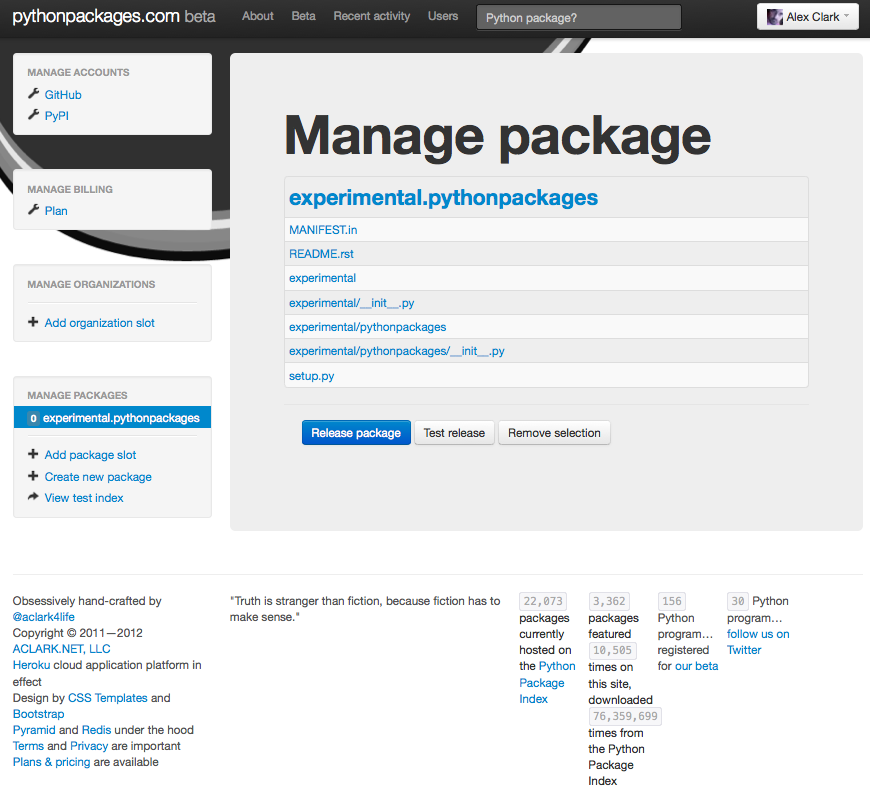 pythonpackages.com beta
About
Beta
Recent activity
Users
Python package?
Alex Clark
MANAGE ACCOUNTS
GitHub
PyPI
MANAGE BILLING
Plan
MANAGE ORGANIZATIONS
Add organization slot
MANAGE PACKAGES
0 experimental.pythonpackages
Add package slot
Create new package
View test index
Manage package
experimental.pythonpackages
MANIFEST.in
README.rst
experimental
experimental/__init__.py
experimental/pythonpackages
experimental/pythonpackages/__init__.py
setup.py
Release package
Test release
Remove selection
Obsessively hand-crafted by
@aclark4life
Copyright © 2011—2012
ACLARK.NET, LLC
Heroku cloud application platform in
effect
Design by CSS Templates and
Bootstrap
Pyramid and Redis under the hood
Terms and Privacy are important
Plans & pricing are available
"Truth is stranger than fiction, because fiction has to
make sense."
22,073
packages
currently
hosted on
the Python
Package
Index
3,362
packages
featured
10,505
times on
this site,
downloaded
76,359,699
times from
the Python
Package
Index
156
Python
program…
registered
for our beta
30 Python
program…
follow us on
Twitter